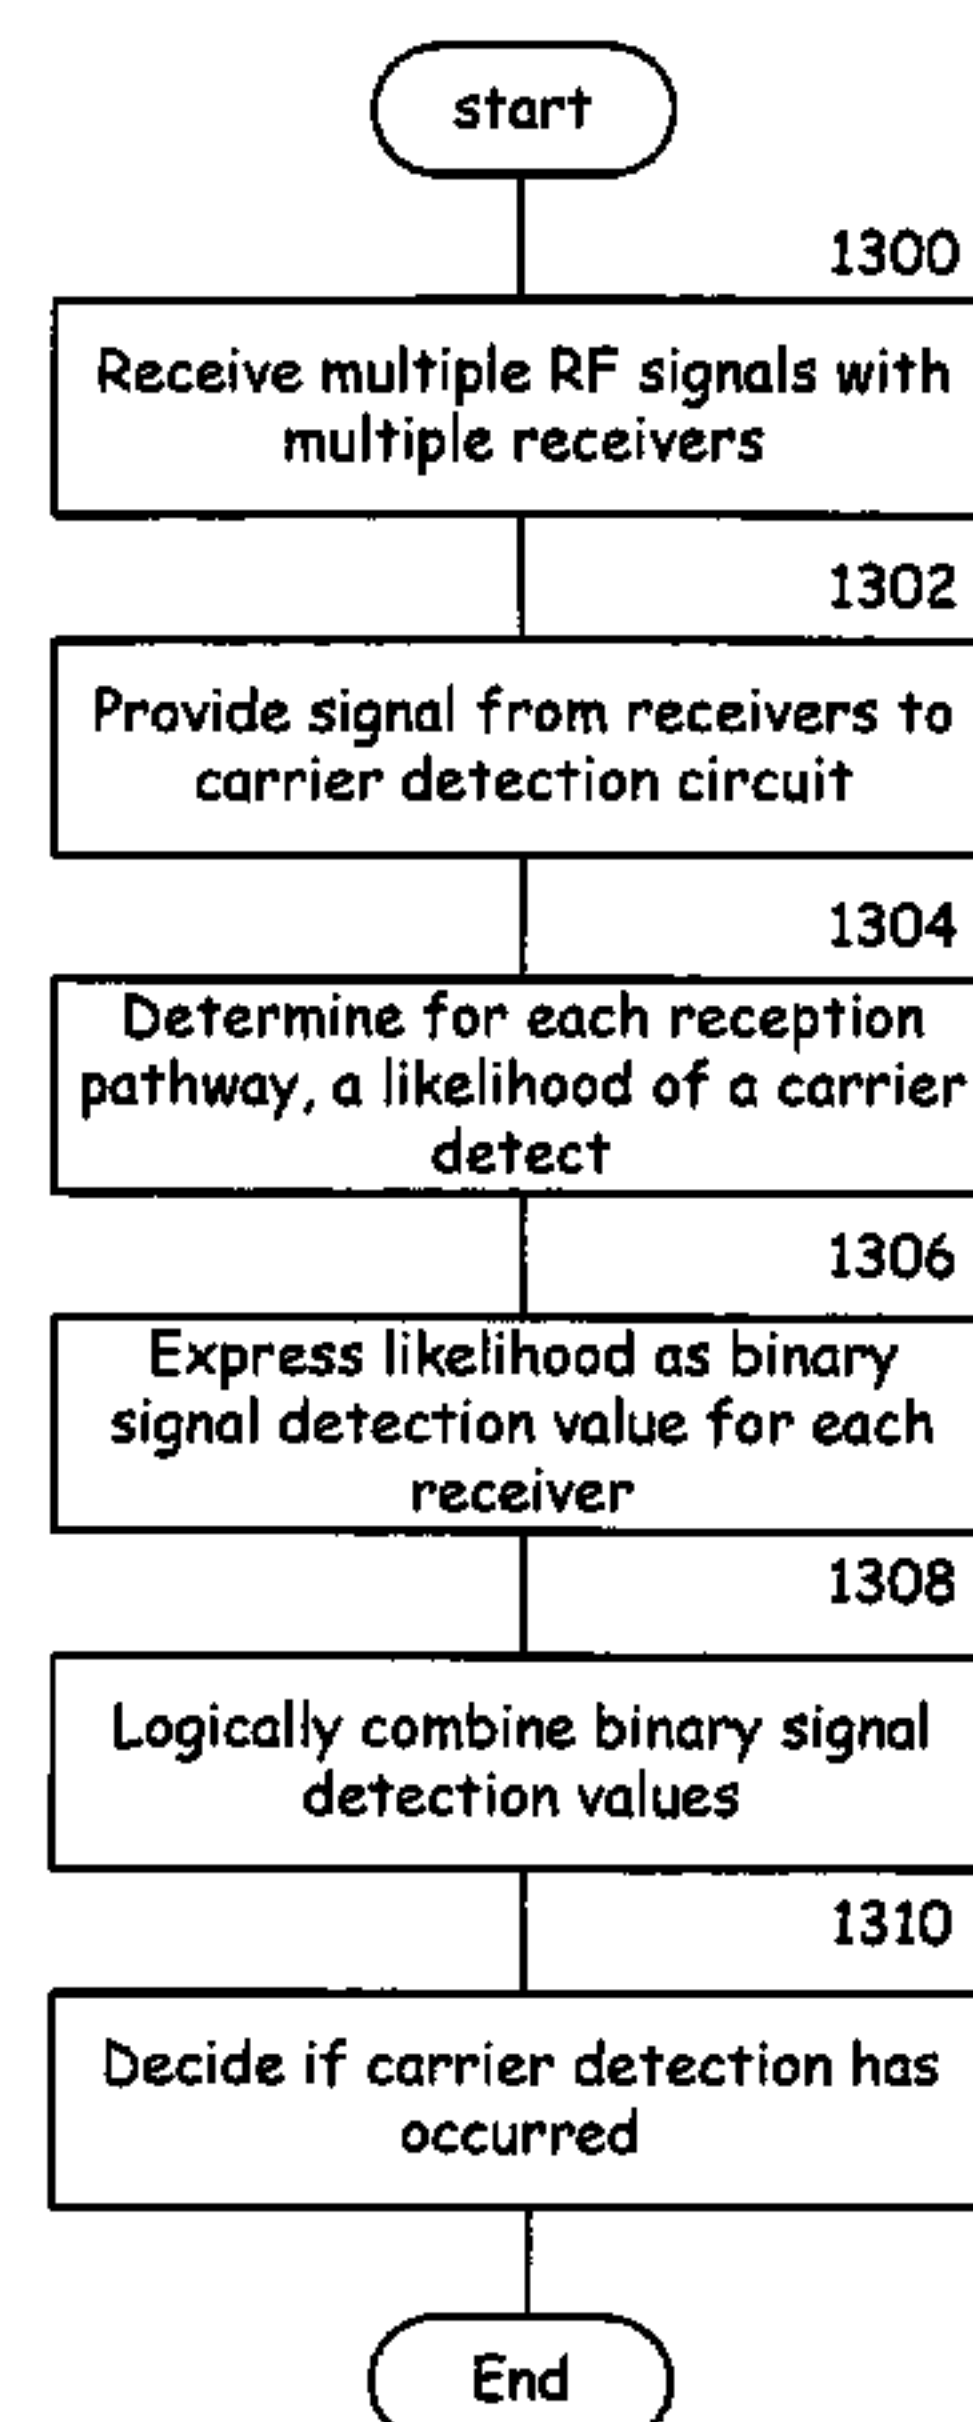 start
1300
Receive multiple RF signals with
multiple receivers
1302
Provide signal from receivers to
carrier detection circuit
1304
Determine for each reception
pathway, a likelihood of a carrier
detect
1306
Express likelihood as binary
signal detection value for each
receiver
1308
Logically combine binary signal
detection values
1310
Decide if carrier detection has
occurred
End